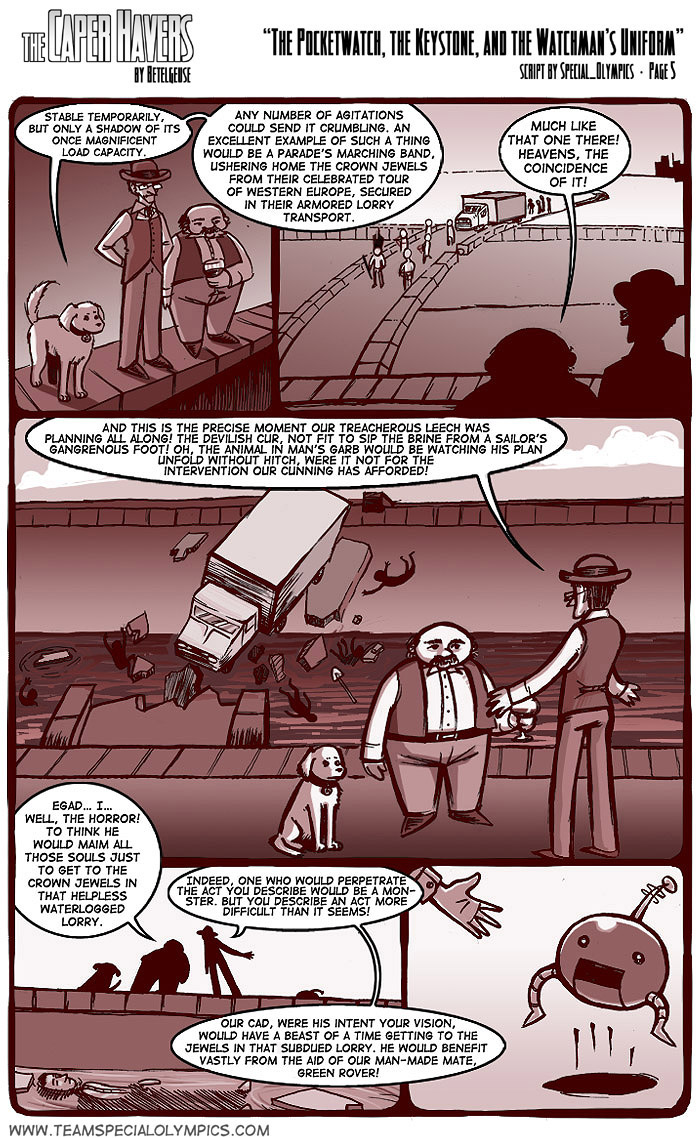 THE CAPER HAVERS
BY BETELGEUSE
"THE POCKETWATCH, THE KEYSTONE, AND THE WATCHMAN'S UNIFORM"
SCRIPT BY SPECIAL_OLYMPICS · PAGE 5
STABLE TEMPORARILY,
BUT ONLY A SHADOW OF ITS
ONCE MAGNIFICENT
LOAD CAPACITY.
ANY NUMBER OF AGITATIONS
COULD SEND IT CRUMBLING. AN
EXCELLENT EXAMPLE OF SUCH A THING
WOULD BE A PARADE'S MARCHING BAND,
USHERING HOME THE CROWN JEWELS
FROM THEIR CELEBRATED TOUR
OF WESTERN EUROPE, SECURED
IN THEIR ARMORED LORRY
TRANSPORT.
MUCH LIKE
THAT ONE THERE!
HEAVENS, THE
COINCIDENCE
OF IT!
AND THIS IS THE PRECISE MOMENT OUR TREACHEROUS LEECH WAS
PLANNING ALL ALONG! THE DEVILISH CUR, NOT FIT TO SIP THE BRINE FROM A SAILOR'S
GANGRENOUS FOOT! OH, THE ANIMAL IN MAN'S GARB WOULD BE WATCHING HIS PLAN
UNFOLD WITHOUT HITCH, WERE IT NOT FOR THE
INTERVENTION OUR CUNNING HAS AFFORDED!
EGAD... I...
WELL, THE HORROR!
TO THINK HE
WOULD MAIM ALL
THOSE SOULS JUST
TO GET TO THE
CROWN JEWELS IN
THAT HELPLESS
WATERLOGGED
LORRY.
INDEED, ONE WHO WOULD PERPETRATE
THE ACT YOU DESCRIBE WOULD BE A MON-
STER. BUT YOU DESCRIBE AN ACT MORE
DIFFICULT THAN IT SEEMS!
OUR CAD, WERE HIS INTENT YOUR VISION,
WOULD HAVE A BEAST OF A TIME GETTING TO THE
JEWELS IN THAT SUBDUED LORRY. HE WOULD BENEFIT
VASTLY FROM THE AID OF OUR MAN-MADE MATE,
GREEN ROVER!
WWW.TEAMSPECIALOLYMPICS.COM